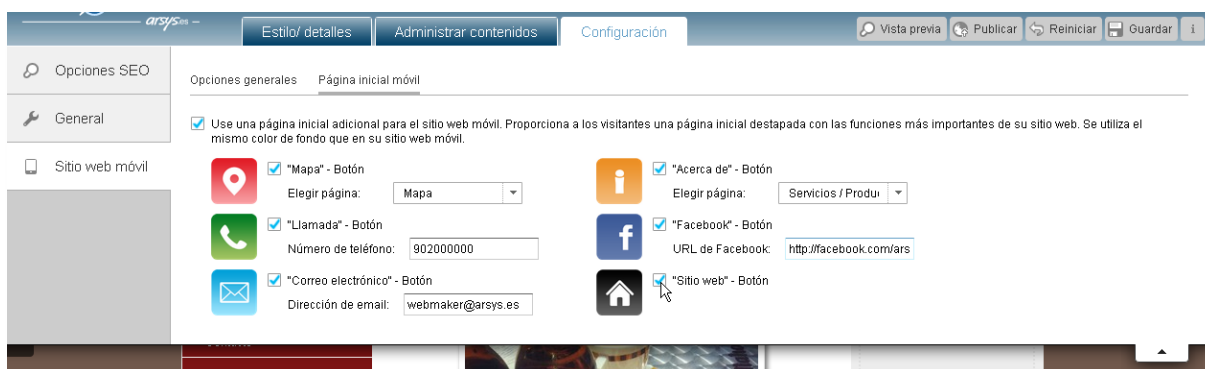 arsys.es
Estilo/ detalles
Administrar contenidos
Configuración
Vista previa
Publicar
Reiniciar
Guardar
i
Opciones SEO
General
Sitio web móvil
Opciones generales
Página inicial móvil
Use una página inicial adicional para el sitio web móvil. Proporciona a los visitantes una página inicial destapada con las funciones más importantes de su sitio web. Se utiliza el
mismo color de fondo que en su sitio web móvil.
"Mapa" - Botón
Elegir página: Mapa
"Acerca de" - Botón
Elegir página: Servicios / Produ
"Llamada" - Botón
Número de teléfono: 902000000
"Facebook" - Botón
URL de Facebook: http://facebook.com/ars
"Correo electrónico" - Botón
Dirección de email: webmaker@arsys.es
"Sitio web" - Botón